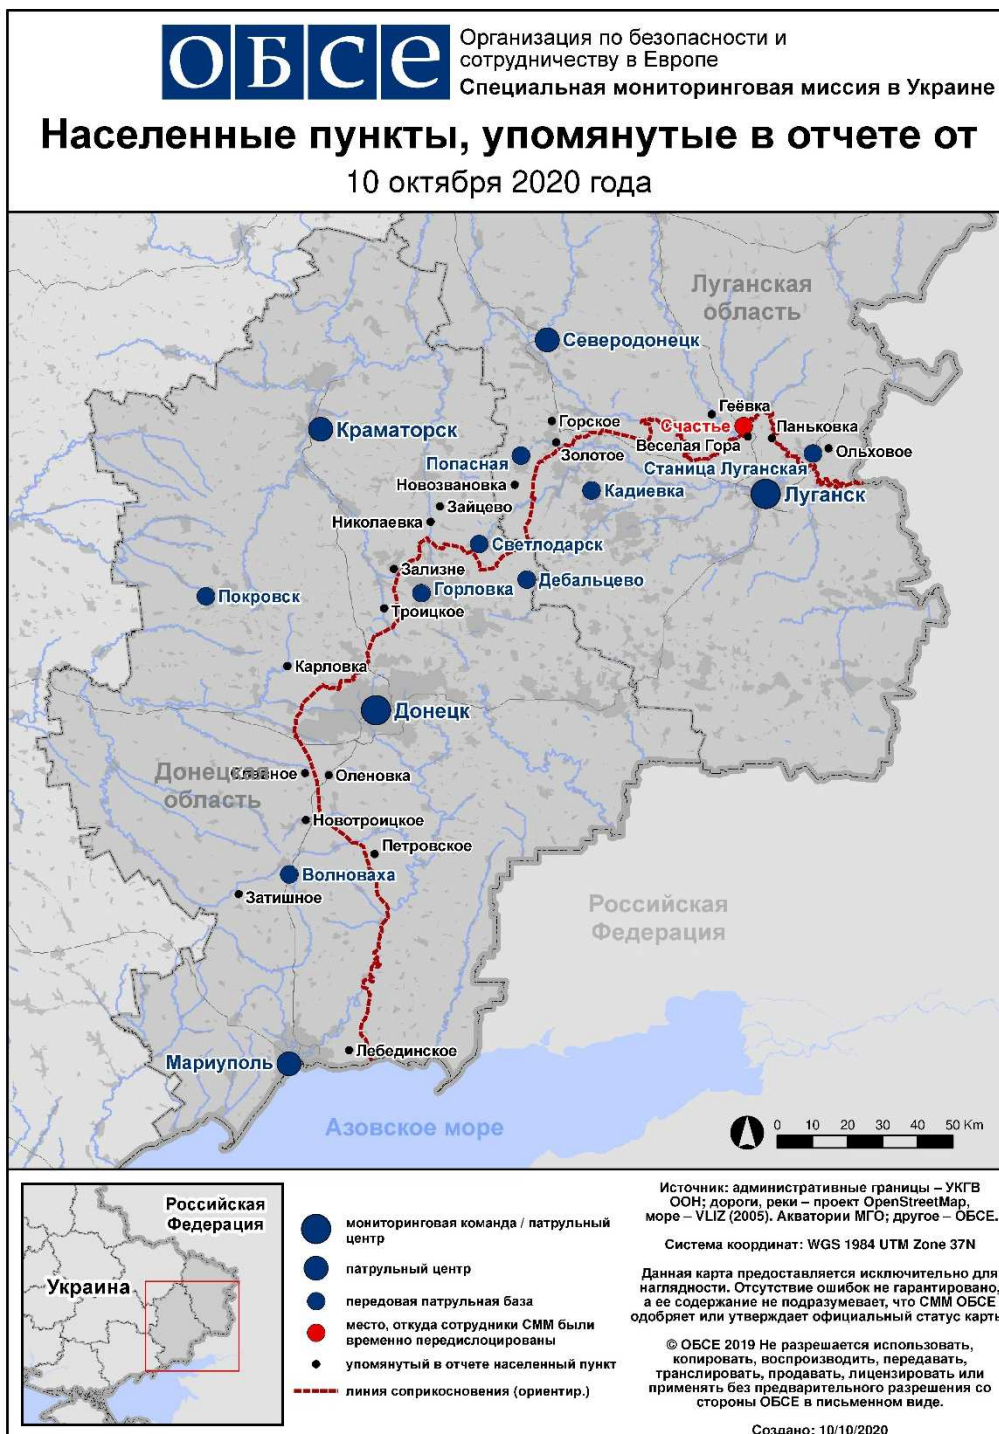 ОБСЕ
Организация по безопасности и
сотрудничеству в Европе
Специальная мониторинговая миссия в Украине
Населенные пункты, упомянутые в отчете от
10 октября 2020 года
Луганская
область
Северодонецк
Геёвка
Горское
Счастье
Паньковка
Краматорск
Веселая Гора
Ольховое
Золотое
Попасная
Станица Луганская
Новозвановка
Кадиевка
Луганск
Зайцево
Николаевка
Светлодарск
Зализне
Дебальцево
Горловка
Покровск
Троицкое
Карловка
Донецк
Донецкая
область
Оленовка
Новотроицкое
Петровское
Волноваха
Затишное
Российская
Федерация
Лебединское
Мариуполь
Азовское море
0 10 20 30 40 50 Km
Российская
Федерация
Украина
мониторинговая команда / патрульный
центр
патрульный центр
передовая патрульная база
место, откуда сотрудники СММ были
временно передислоцированы
упомянутый в отчете населенный пункт
линия соприкосновения (ориентир.)
Источник: административные границы – УКГВ
ООН; дороги, реки – проект OpenStreetMap,
море – VLIZ (2005). Акватории МГО; другое – ОБСЕ.
Система координат: WGS 1984 UTM Zone 37N
Данная карта предоставляется исключительно для
наглядности. Отсутствие ошибок не гарантировано,
а ее содержание не подразумевает, что СММ ОБСЕ
одобряет или утверждает официальный статус карты
© ОБСЕ 2019 Не разрешается использовать,
копировать, воспроизводить, передавать,
транслировать, продавать, лицензировать или
применять без предварительного разрешения со
стороны ОБСЕ в письменном виде.
Создано: 10/10/2020